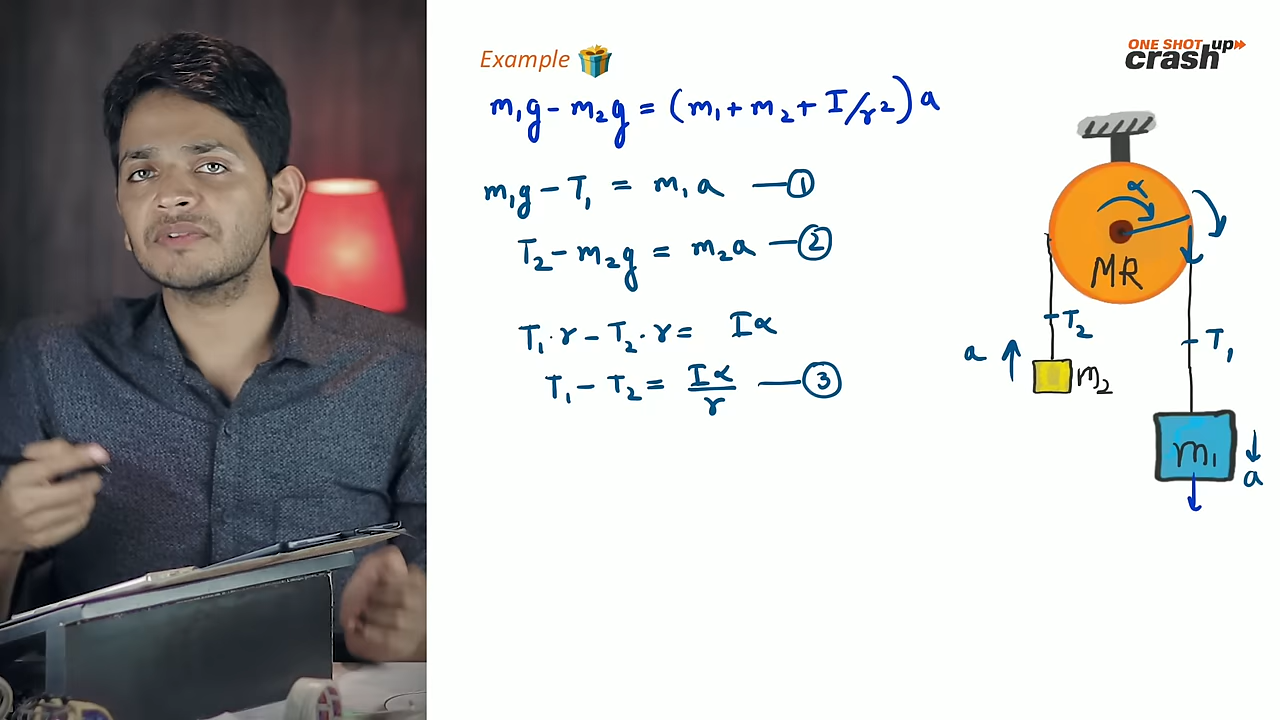 Example
ONE SHOT
crash up
m₁g - m₂g = (m₁ + m₂ + I/r²) a
m₁g - T₁ = m₁a —①
T₂ - m₂g = m₂a —②
T₁·r - T₂·r = Iα
T₁ - T₂ = Iα/r —③
α
MR
T₂
T₁
a
m₂
m₁
a